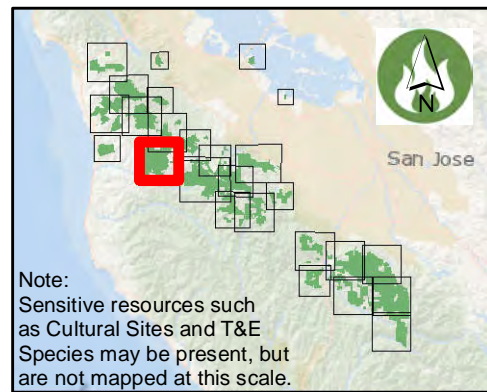 N
San Jose
Note:
Sensitive resources such
as Cultural Sites and T&E
Species may be present, but
are not mapped at this scale.